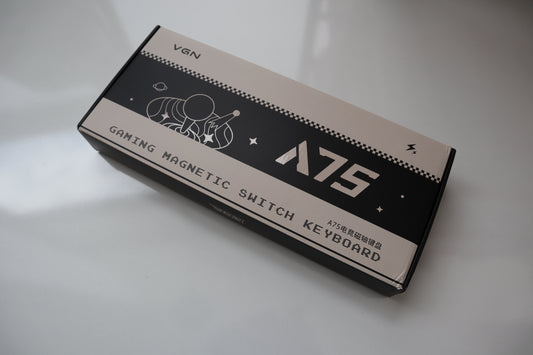 VGN
A75
A75电竞磁轴键盘
GAMING MAGNETIC SWITCH KEYBOARD